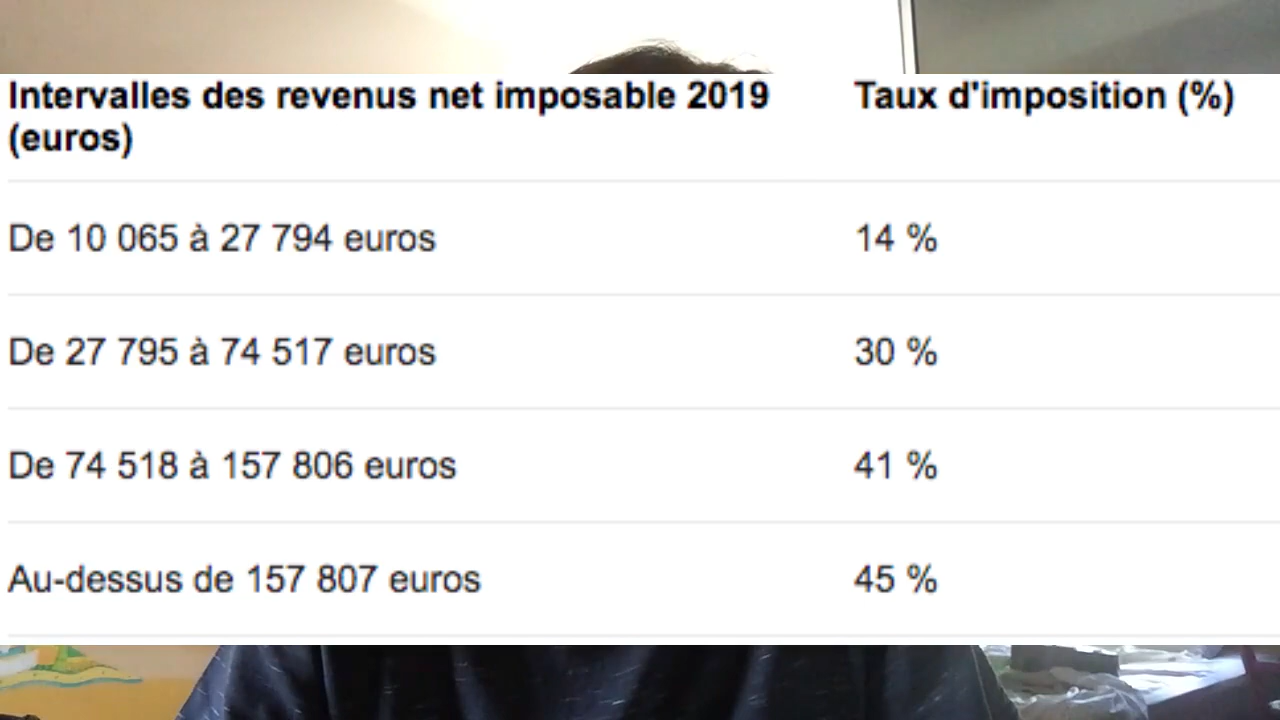 Intervalles des revenus net imposable 2019 Taux d'imposition (%)
(euros)
De 10 065 à 27 794 euros 14 %
De 27 795 à 74 517 euros 30 %
De 74 518 à 157 806 euros 41 %
Au-dessus de 157 807 euros 45 %